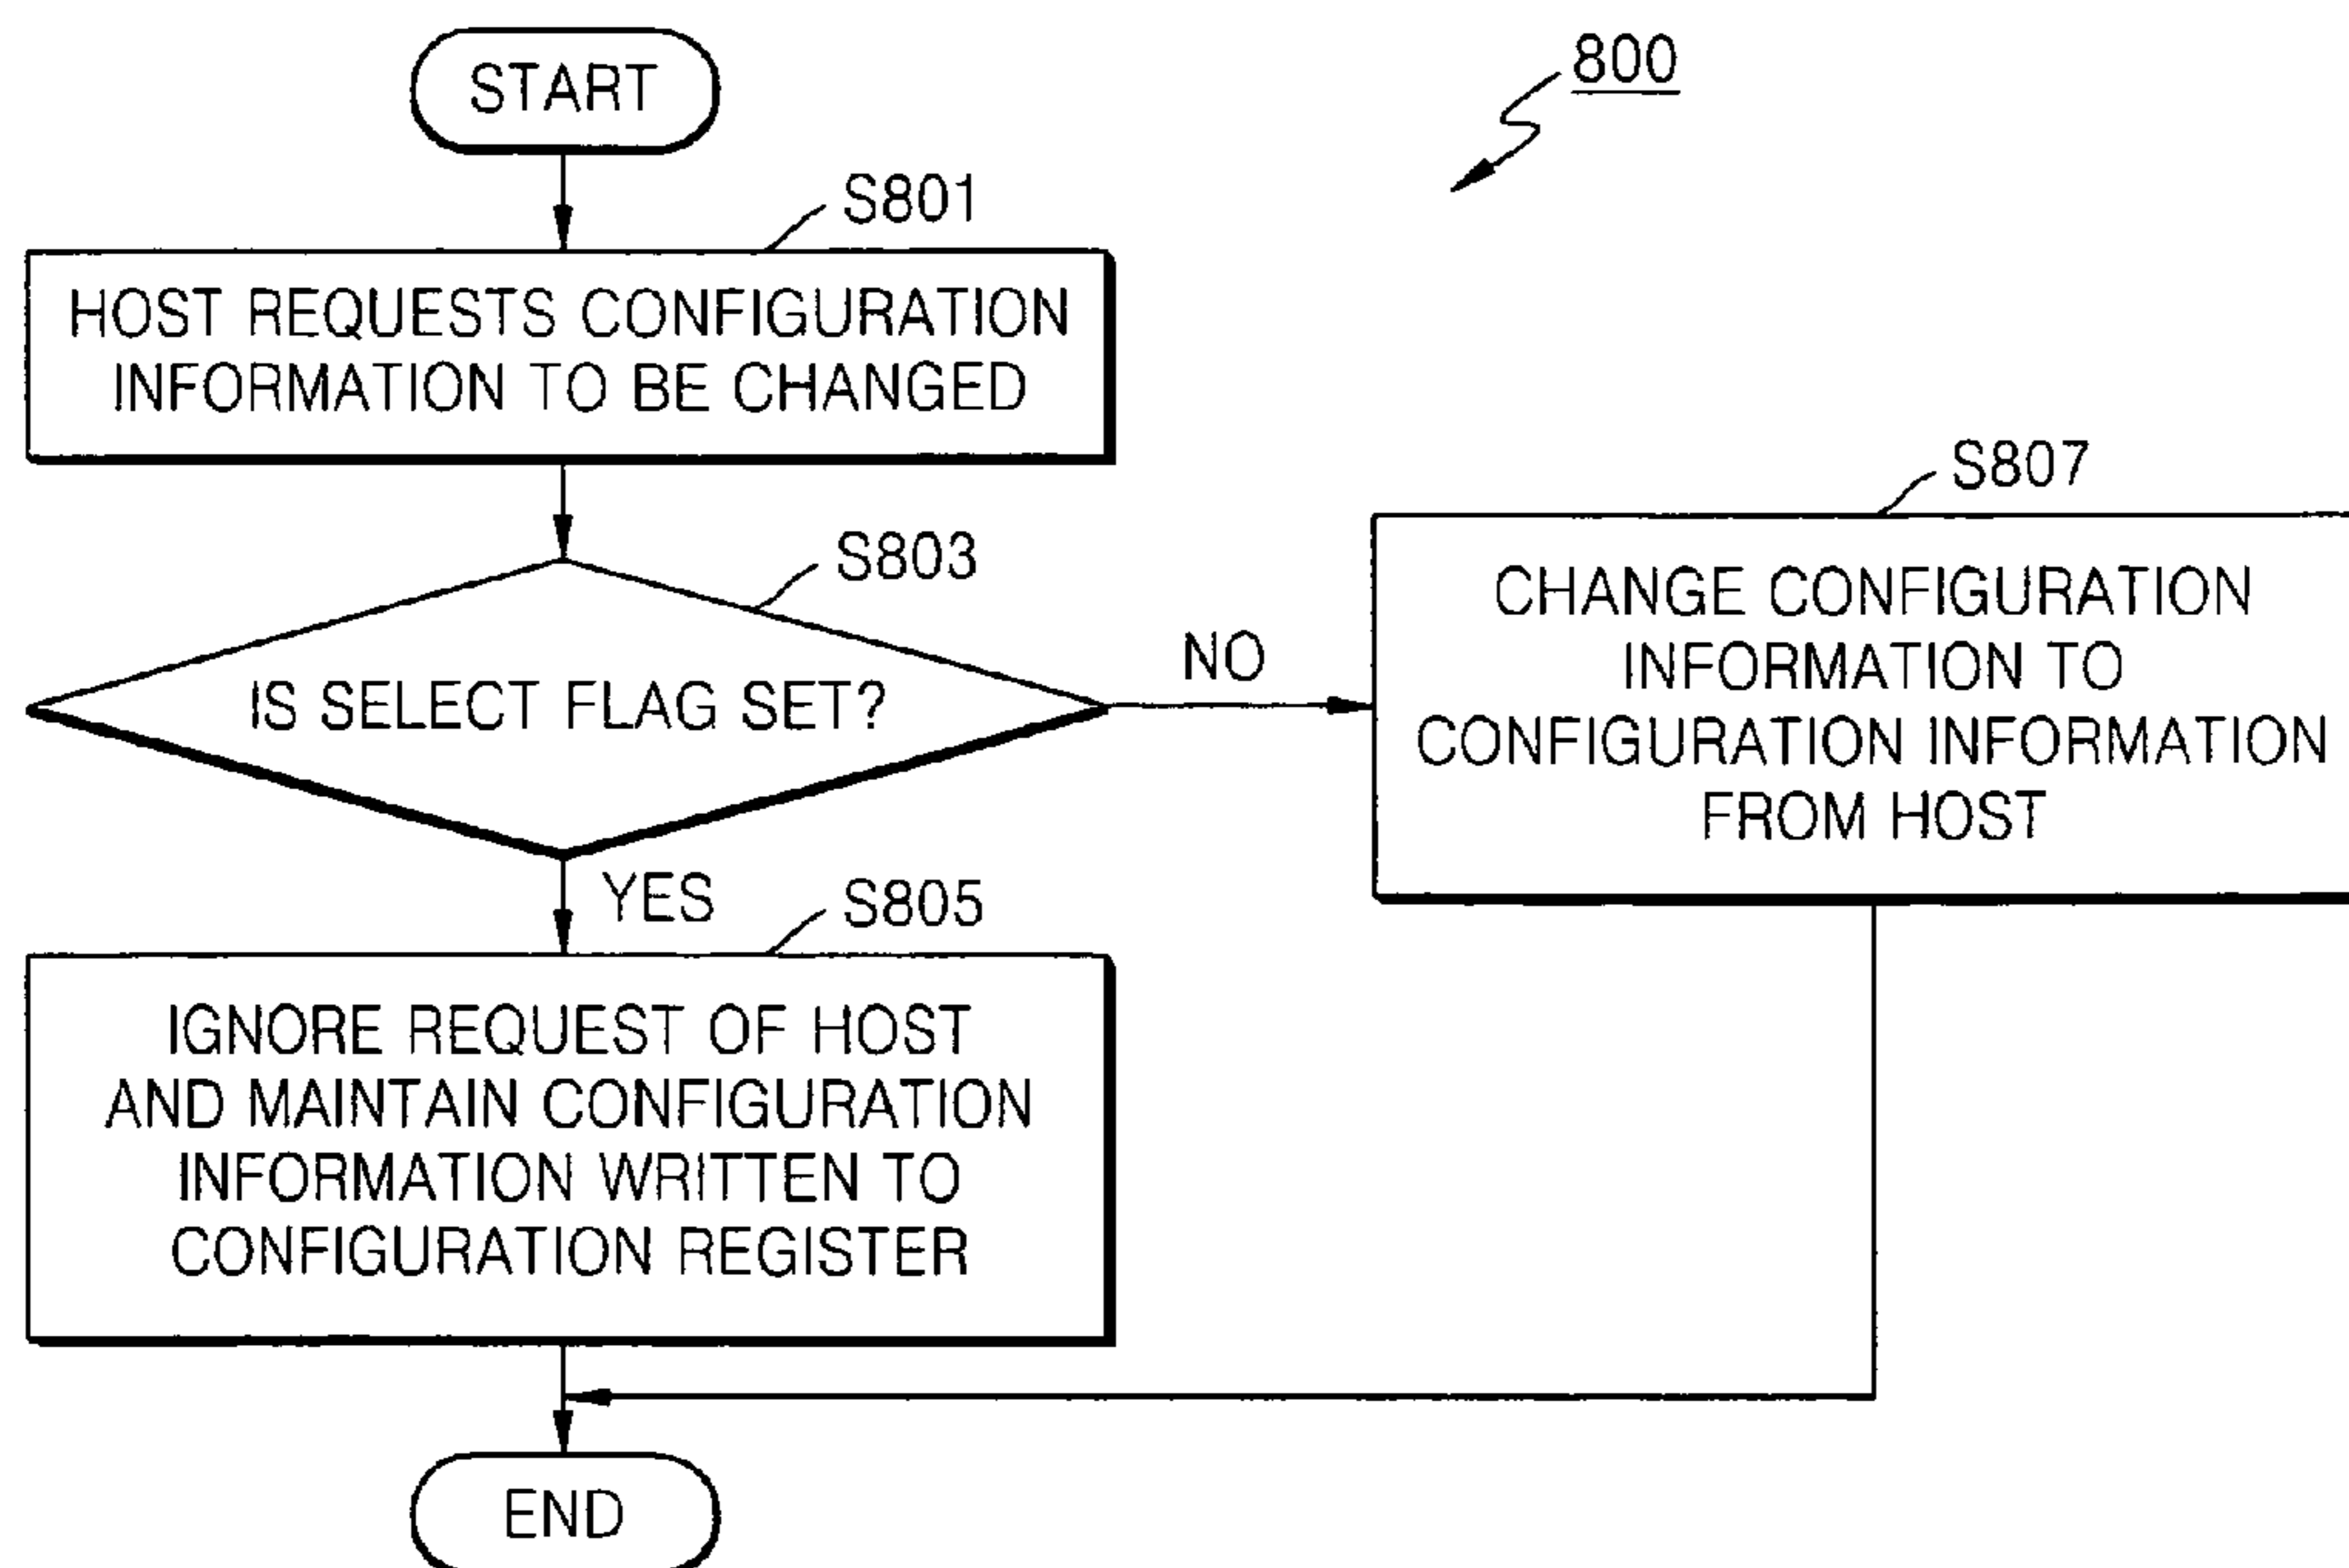 START
800
S801
HOST REQUESTS CONFIGURATION
INFORMATION TO BE CHANGED
S803
IS SELECT FLAG SET?
NO
S807
CHANGE CONFIGURATION
INFORMATION TO
CONFIGURATION INFORMATION
FROM HOST
YES
S805
IGNORE REQUEST OF HOST
AND MAINTAIN CONFIGURATION
INFORMATION WRITTEN TO
CONFIGURATION REGISTER
END